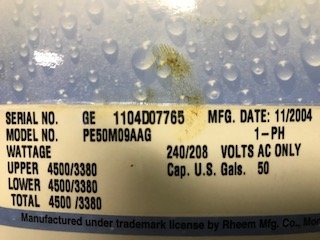 SERIAL NO. GE 1104D07765 MFG. DATE: 11/2004
MODEL NO. PE50M09AAG 1-PH
WATTAGE 240/208 VOLTS AC ONLY
UPPER 4500/3380 Cap. U.S. Gals. 50
LOWER 4500/3380
TOTAL 4500 /3380
Manufactured under trademark license by Rheem Mfg. Co., Mon